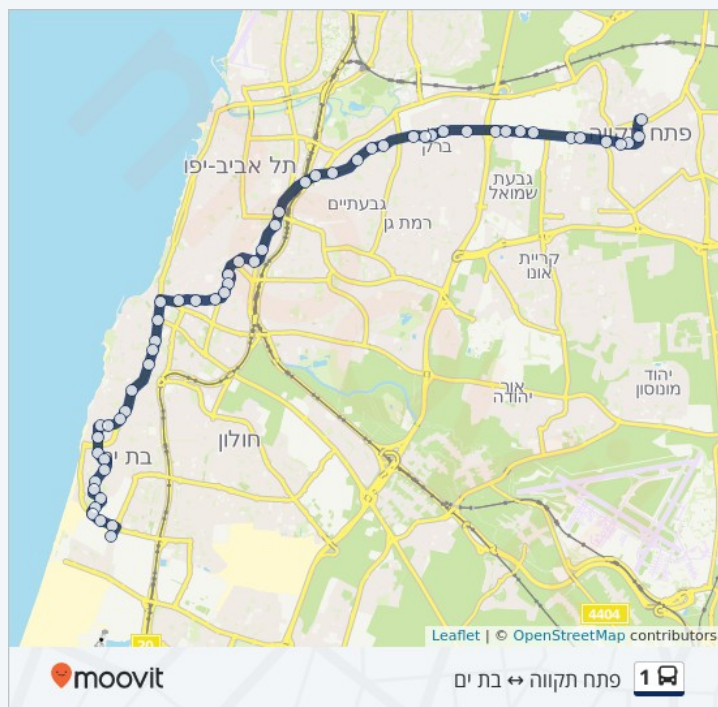 פתח תקווה
ברק
תל אביב-יפו
גבעת
שמואל
גבעתיים
רמת גן
קריית
אונו
יהוד
מונוסון
אור
יהודה
חולון
בת ים
4404
20
Leaflet | © OpenStreetMap contributors
moovit
פתח תקווה ↔ בת ים
1